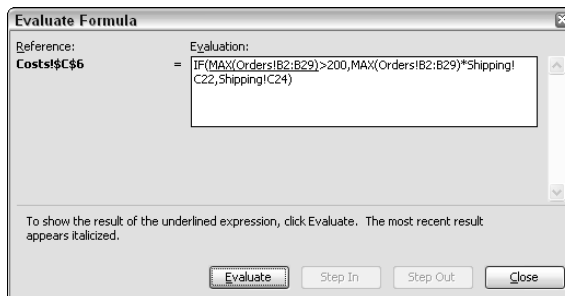 Evaluate Formula
Reference:
Evaluation:
Costs!$C$6
=
IF(MAX(Orders!B2:B29)>200,MAX(Orders!B2:B29)*Shipping!
C22,Shipping!C24)
To show the result of the underlined expression, click Evaluate. The most recent result
appears italicized.
Evaluate
Step In
Step Out
Close